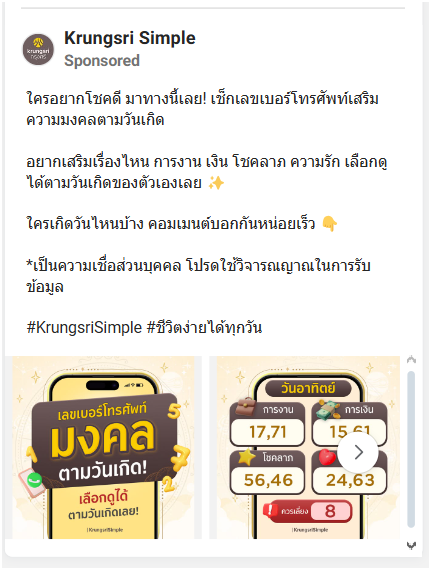 Krungsri Simple
Sponsored
krungsri
กรุงศรี
ใครอยากโชคดี มาทางนี้เลย! เช็กเลขเบอร์โทรศัพท์เสริม
ความมงคลตามวันเกิด
อยากเสริมเรื่องไหน การงาน เงิน โชคลาภ ความรัก เลือกดู
ได้ตามวันเกิดของตัวเองเลย ✨
ใครเกิดวันไหนบ้าง คอมเมนต์บอกกันหน่อยเร็ว 👇
*เป็นความเชื่อส่วนบุคคล โปรดใช้วิจารณญาณในการรับ
ข้อมูล
#KrungsriSimple #ชีวิตง่ายได้ทุกวัน
เลขเบอร์โทรศัพท์
มงคล
ตามวันเกิด!
เลือกดูได้
ตามวันเกิดเลย!
KrungsriSimple
5
7
2
วันอาทิตย์
การงาน
17,71
การเงิน
15,61
โชคลาภ
56,46
24,63
ควรเลี่ยง
8
KrungsriSimple